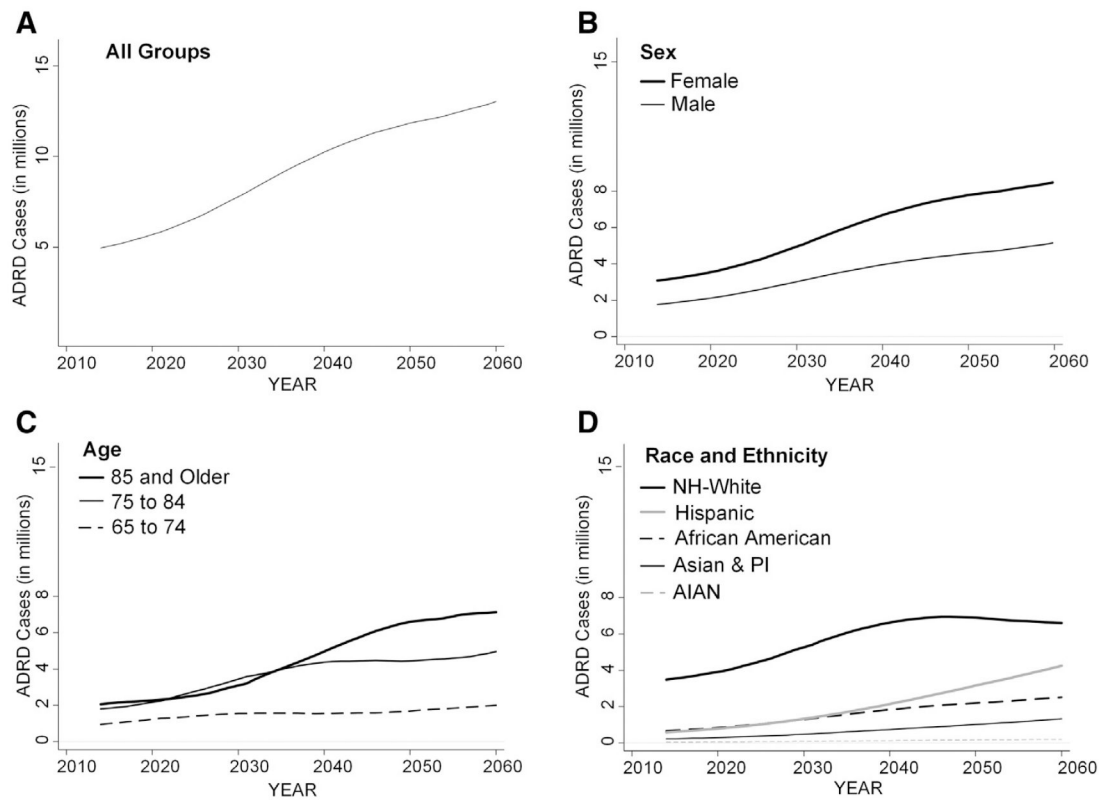 A
All Groups
ADRD Cases (in millions)
15
10
5
2010 2020 2030 2040 2050 2060
YEAR
B
Sex
Female
Male
ADRD Cases (in millions)
15
8
6
4
2
0
2010 2020 2030 2040 2050 2060
YEAR
C
Age
85 and Older
75 to 84
65 to 74
ADRD Cases (in millions)
15
8
6
4
2
0
2010 2020 2030 2040 2050 2060
YEAR
D
Race and Ethnicity
NH-White
Hispanic
African American
Asian & PI
AIAN
ADRD Cases (in millions)
15
8
6
4
2
0
2010 2020 2030 2040 2050 2060
YEAR